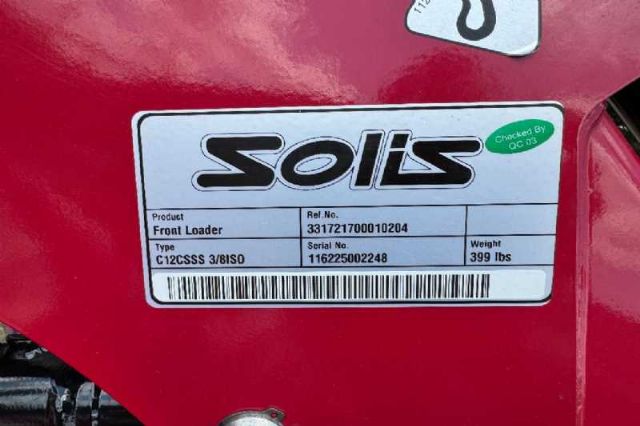 112
Solis
Checked By
QC 03
Product
Front Loader
Ref.No.
331721700010204
Type
C12CSSS 3/8ISO
Serial No.
116225002248
Weight
399 lbs